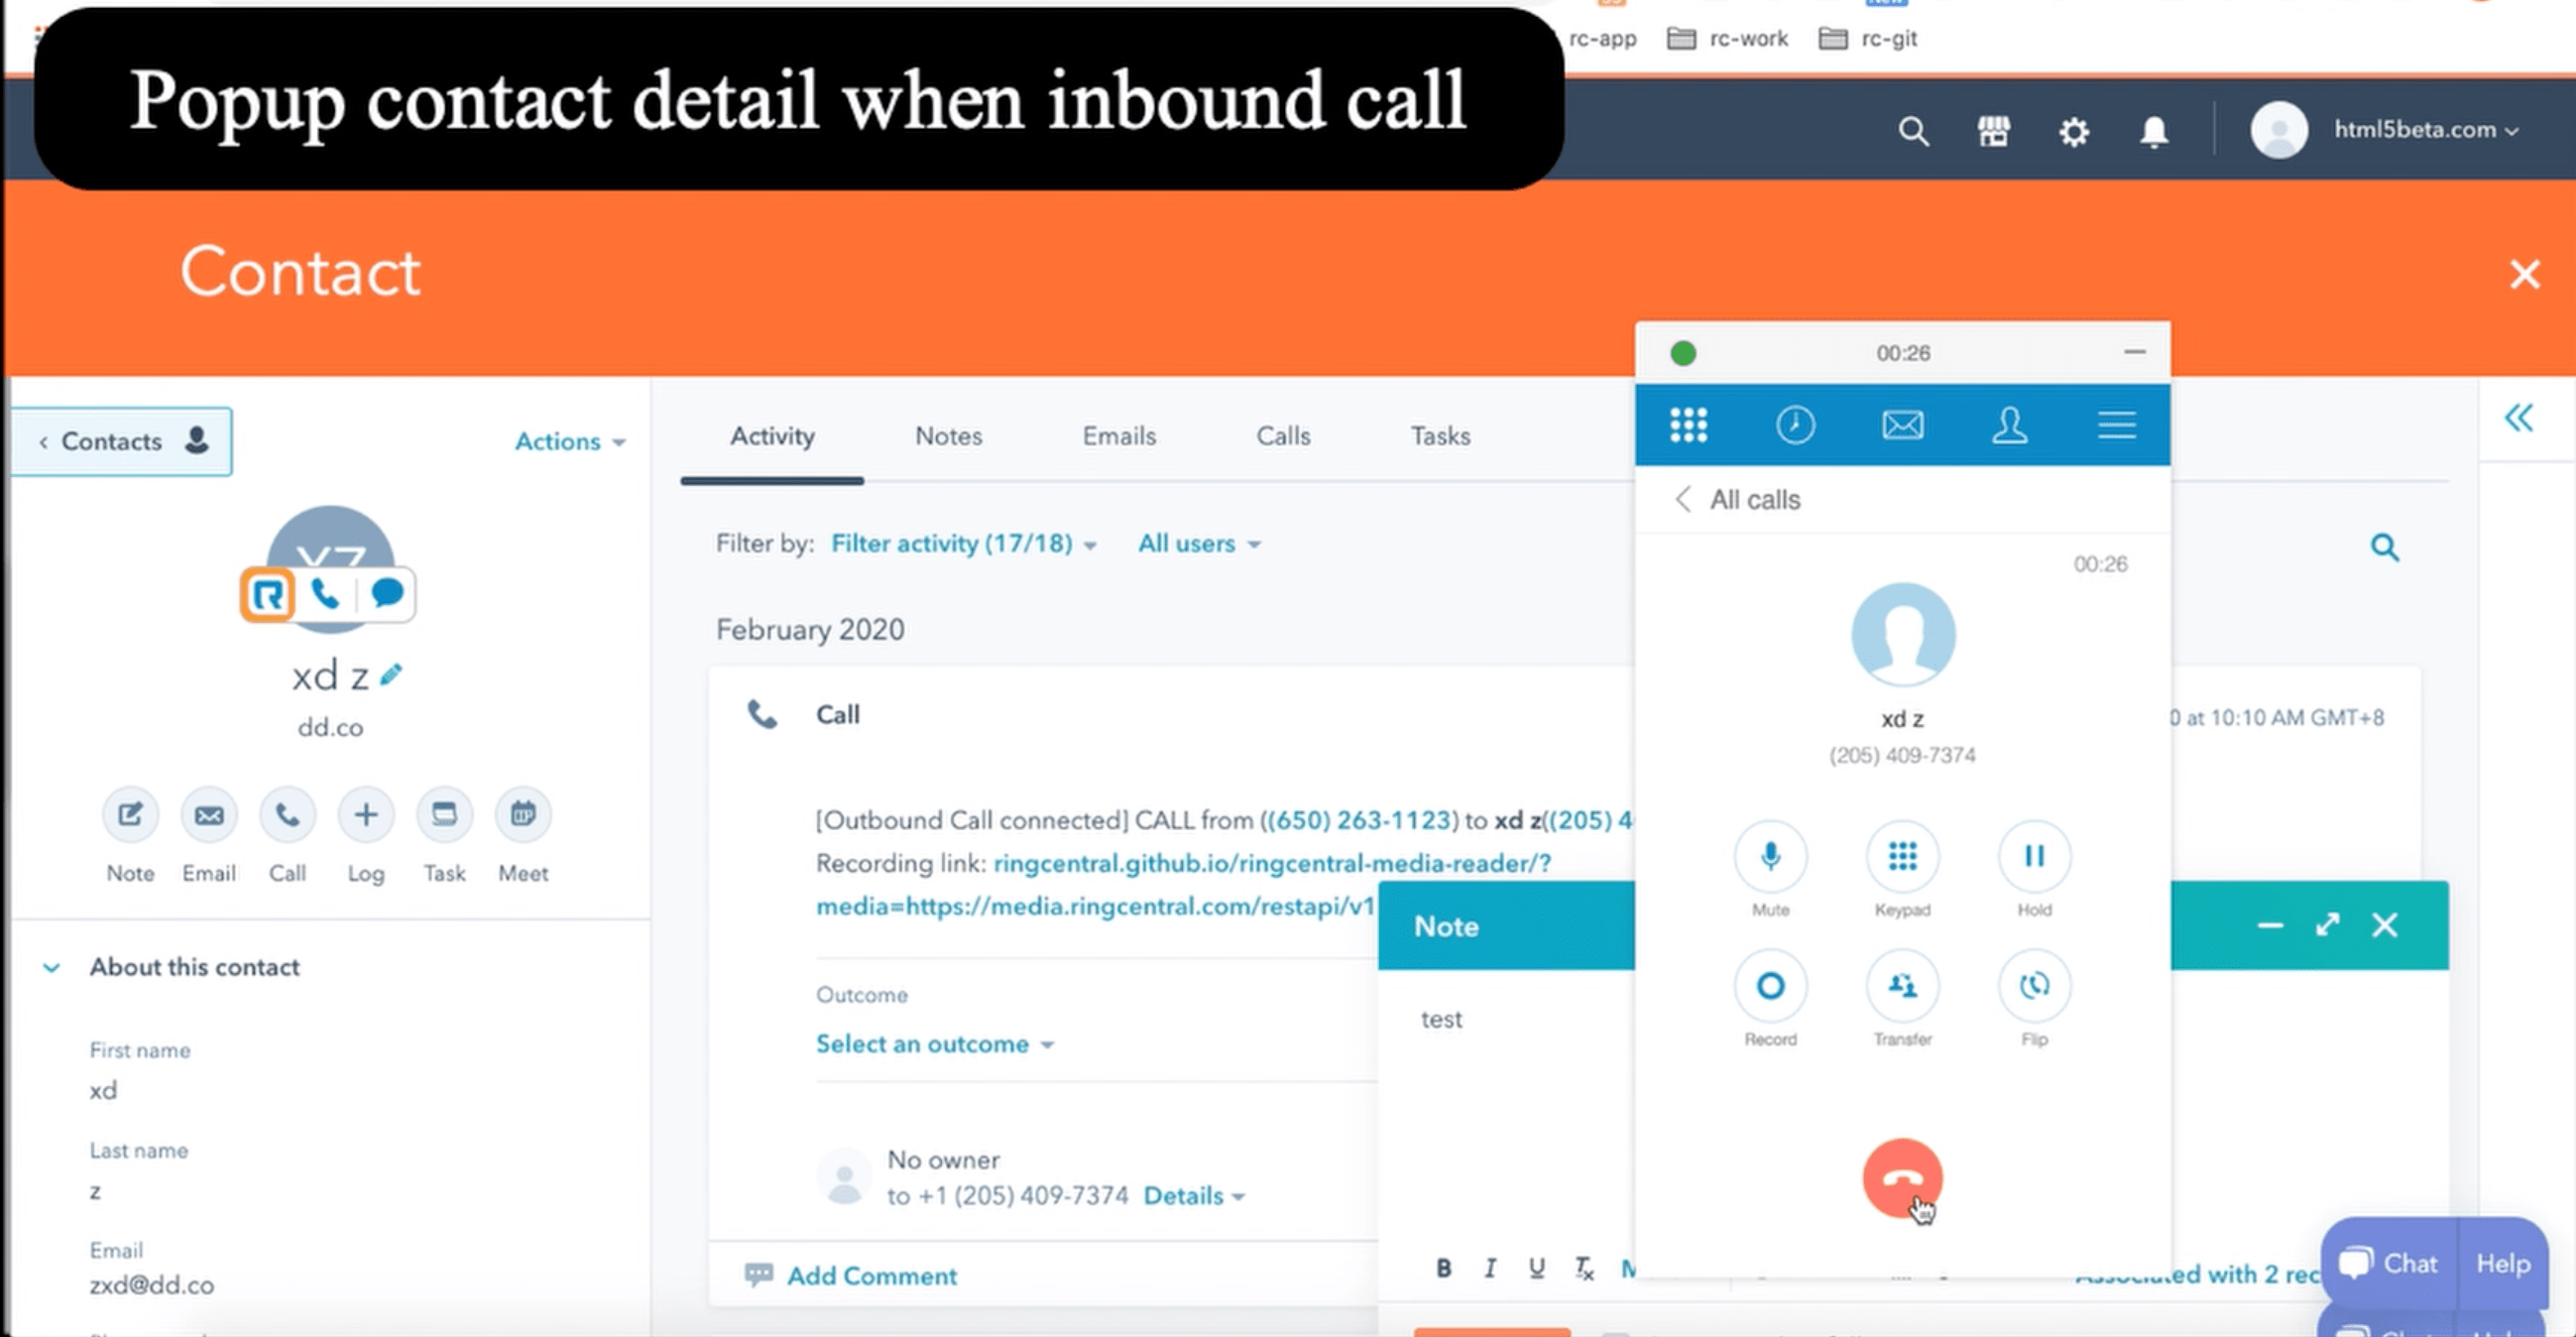 rc-app rc-work rc-git
Popup contact detail when inbound call
html5beta.com
Contact
Contacts
Actions
xd z
dd.co
Note Email Call Log Task Meet
About this contact
First name
xd
Last name
z
Email
zxd@dd.co
Activity Notes Emails Calls Tasks
Filter by: Filter activity (17/18) All users
February 2020
Call
0 at 10:10 AM GMT+8
[Outbound Call connected] CALL from ((650) 263-1123) to xd z((205) 4
Recording link: ringcentral.github.io/ringcentral-media-reader/?
media=https://media.ringcentral.com/restapi/v1
Outcome
Select an outcome
No owner
to +1 (205) 409-7374 Details
Add Comment
Note
test
B I U Tx M
Associated with 2 rec
00:26
All calls
00:26
xd z
(205) 409-7374
Mute Keypad Hold
Record Transfer Flip
Chat Help